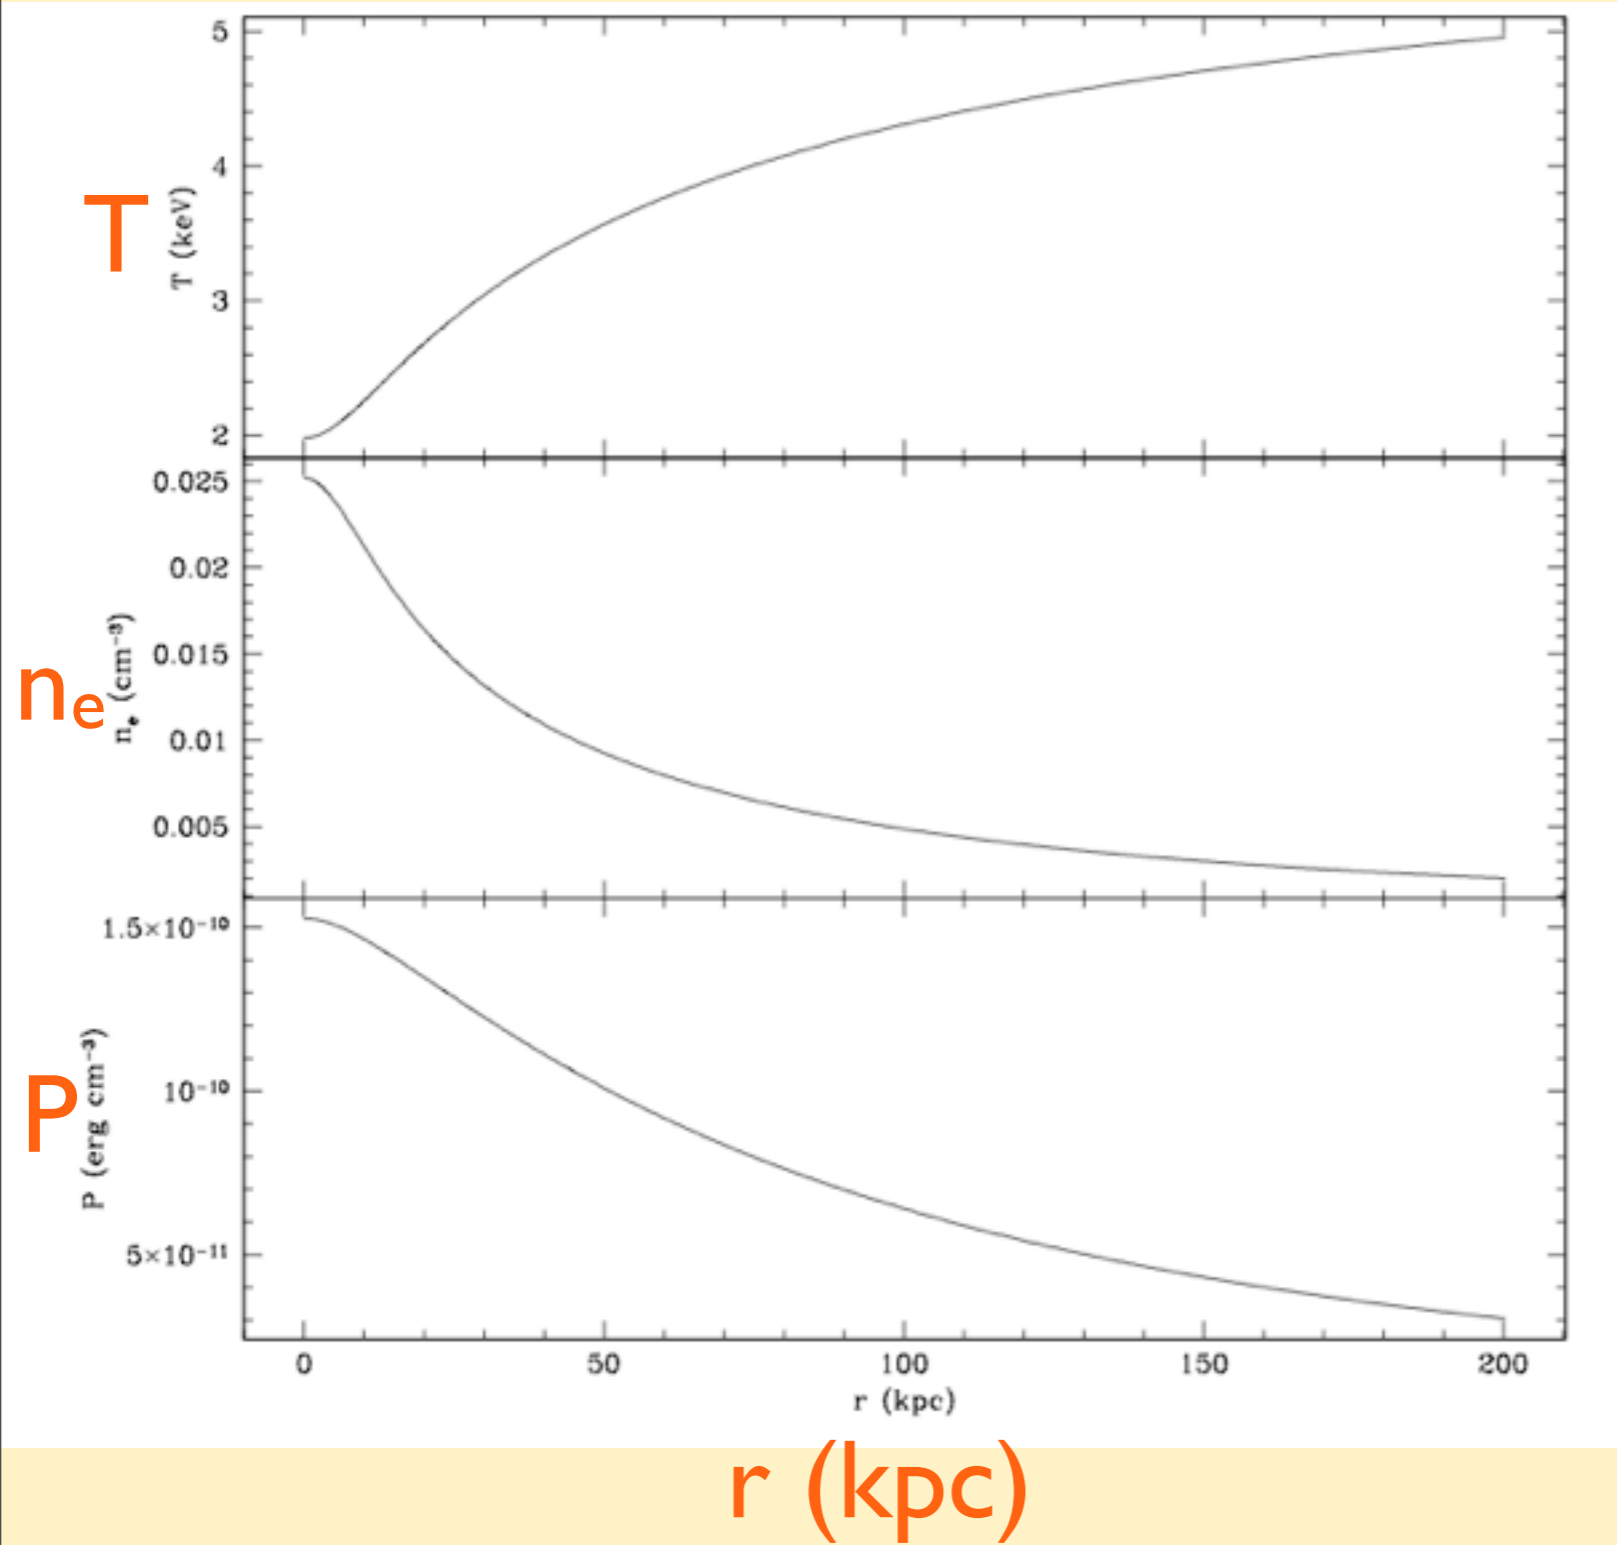 5
4
3
2
T
T (keV)
0.025
0.02
0.015
0.01
0.005
nₑ
nₑ (cm⁻³)
1.5×10⁻¹⁰
10⁻¹⁰
5×10⁻¹¹
P
P (erg cm⁻³)
0 50 100 150 200
r (kpc)
r (kpc)